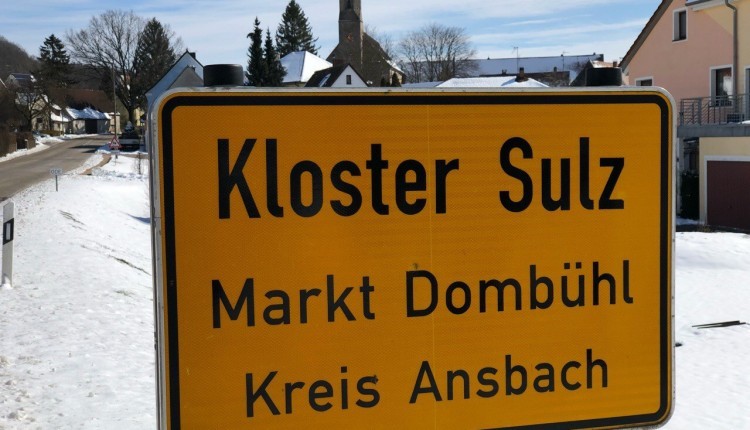 Kloster Sulz
Markt Dombühl
Kreis Ansbach